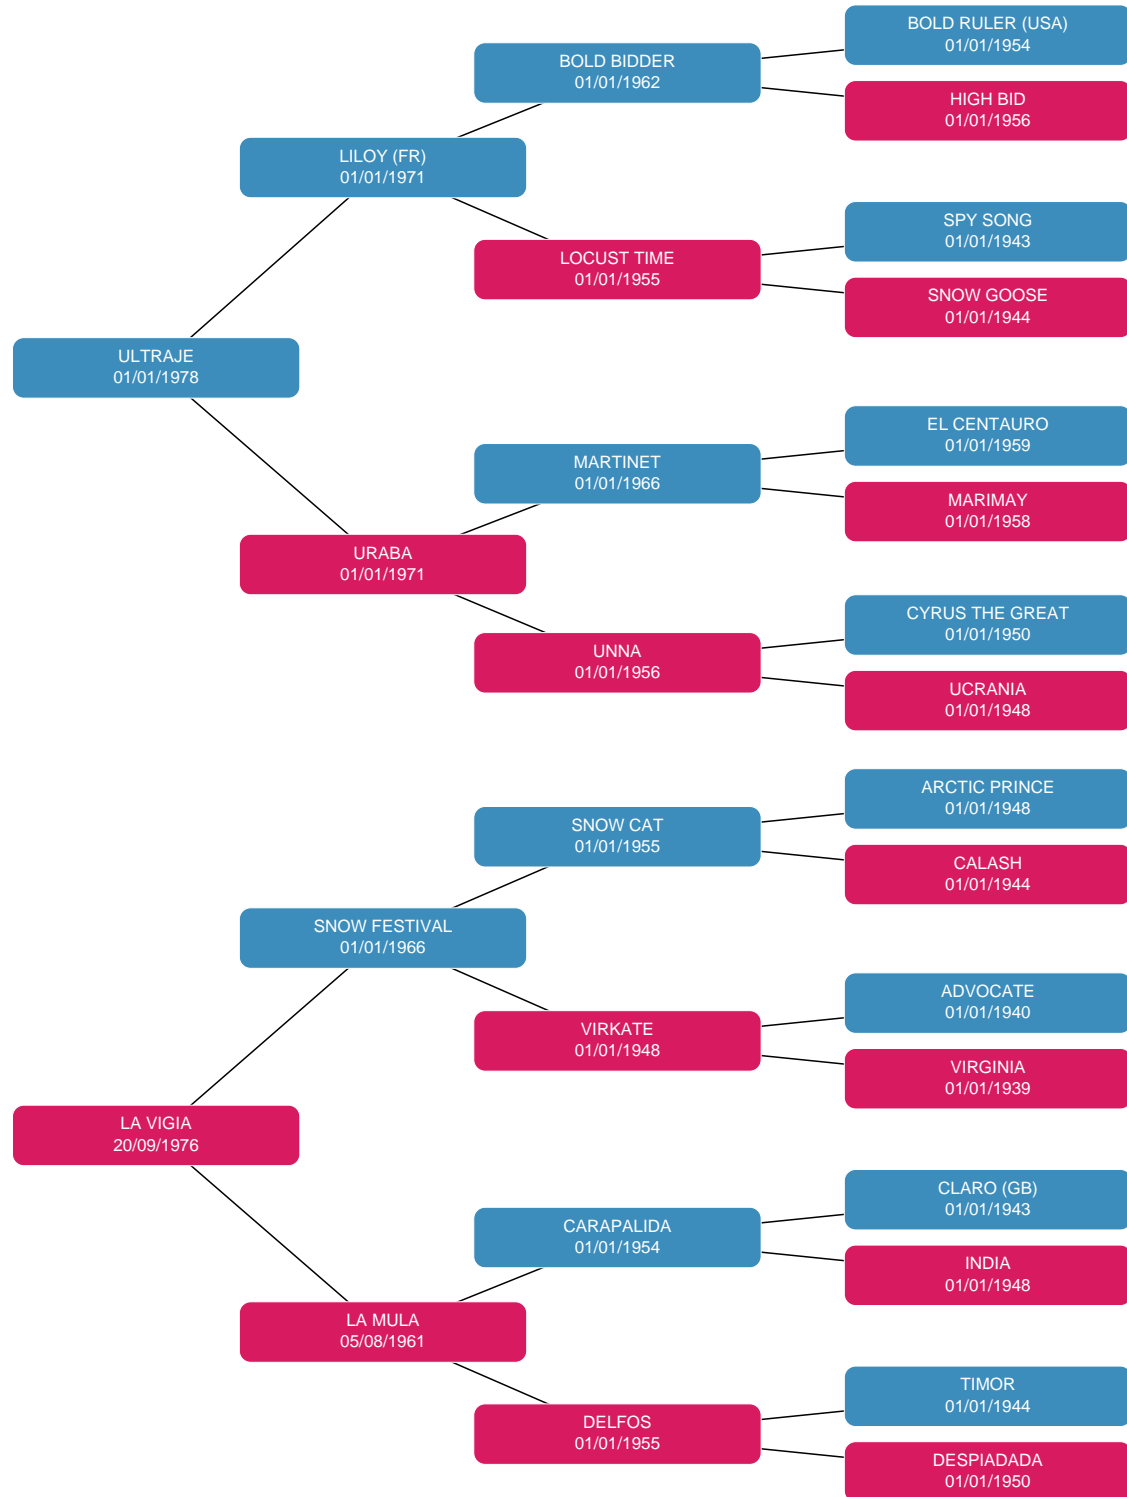 BOLD RULER (USA)
01/01/1954
BOLD BIDDER
01/01/1962
HIGH BID
01/01/1956
LILOY (FR)
01/01/1971
SPY SONG
01/01/1943
LOCUST TIME
01/01/1955
SNOW GOOSE
01/01/1944
ULTRAJE
01/01/1978
EL CENTAURO
01/01/1959
MARTINET
01/01/1966
MARIMAY
01/01/1958
URABA
01/01/1971
CYRUS THE GREAT
01/01/1950
UNNA
01/01/1956
UCRANIA
01/01/1948
ARCTIC PRINCE
01/01/1948
SNOW CAT
01/01/1955
CALASH
01/01/1944
SNOW FESTIVAL
01/01/1966
ADVOCATE
01/01/1940
VIRKATE
01/01/1948
VIRGINIA
01/01/1939
LA VIGIA
20/09/1976
CLARO (GB)
01/01/1943
CARAPALIDA
01/01/1954
INDIA
01/01/1948
LA MULA
05/08/1961
TIMOR
01/01/1944
DELFOS
01/01/1955
DESPIADADA
01/01/1950